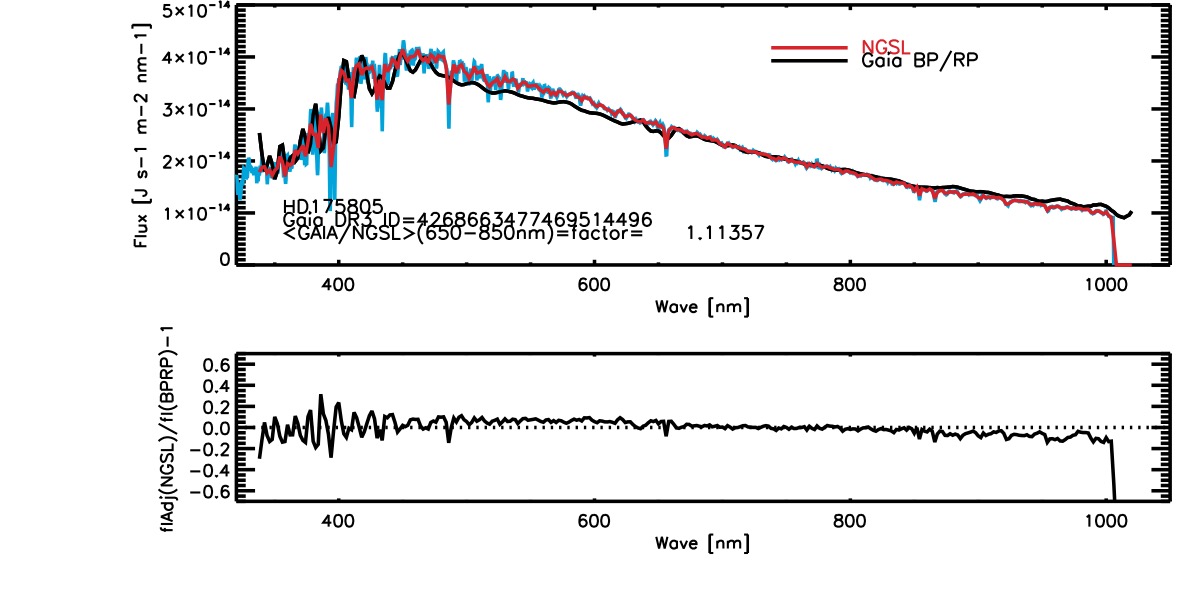 5×10−14
4×10−14
3×10−14
2×10−14
1×10−14
0
Flux [J s−1 m−2 nm−1]
NGSL
Gaia BP/RP
HD175805
Gaia DR3 ID=4268663477469514496
<GAIA/NGSL>(650−850nm)=factor= 1.11357
400 600 800 1000
Wave [nm]
flAdj(NGSL)/fl(BPRP)−1
0.6
0.4
0.2
0.0
−0.2
−0.4
−0.6
400 600 800 1000
Wave [nm]